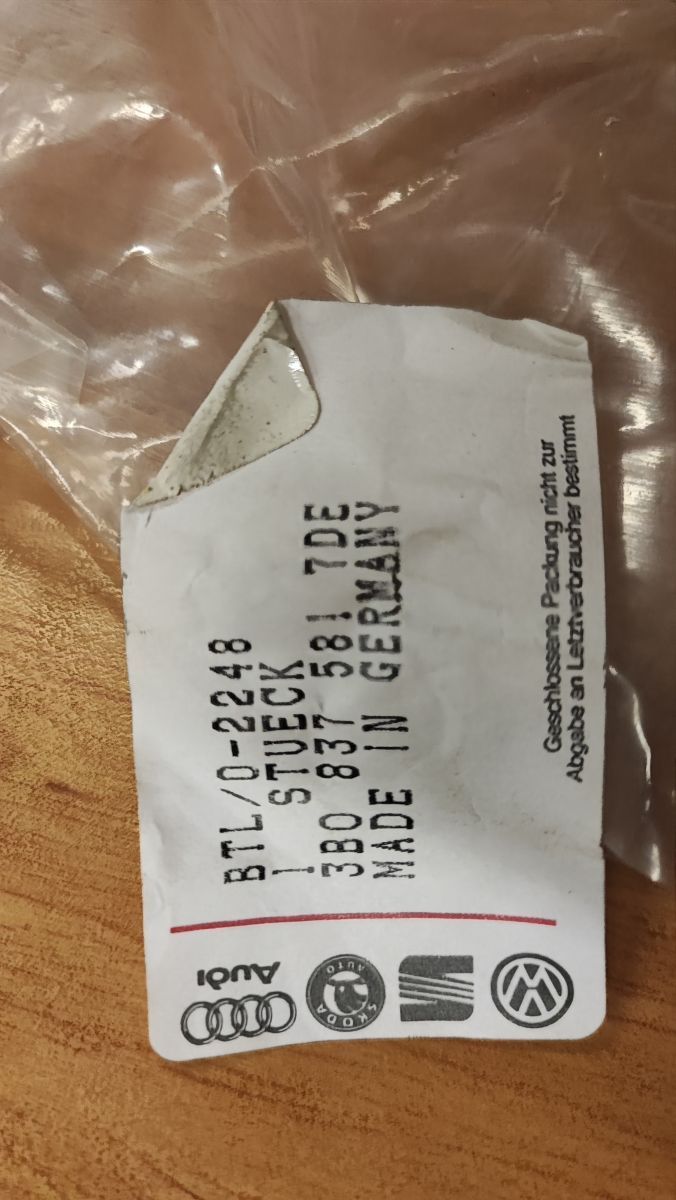 BTL/0-2248
1 STUECK
3B0 837 581 7DE
MADE IN GERMANY
Geschlossene Packung nicht zur
Abgabe an Letztverbraucher bestimmt
Audi
SKODA
AUTO